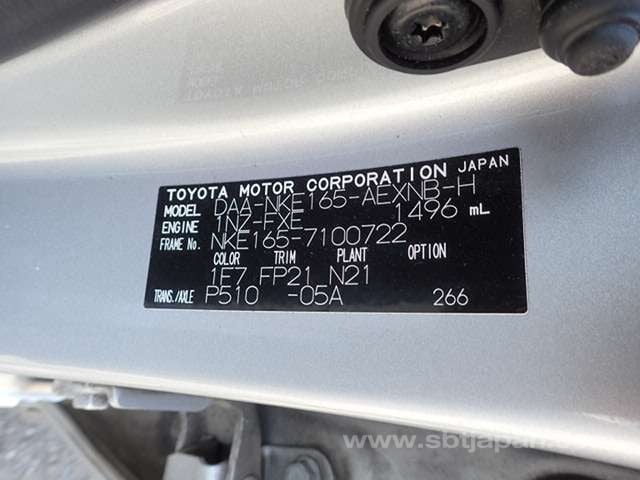 TOYOTA MOTOR CORPORATION JAPAN
MODEL DAA-NKE165-AEXNB-H
ENGINE 1NZ-FXE 1496 mL
FRAME No. NKE165-7100722
COLOR TRIM PLANT OPTION
1F7 FP21 N21
TRANS./AXLE P510 -05A 266
www.sbtjapan.